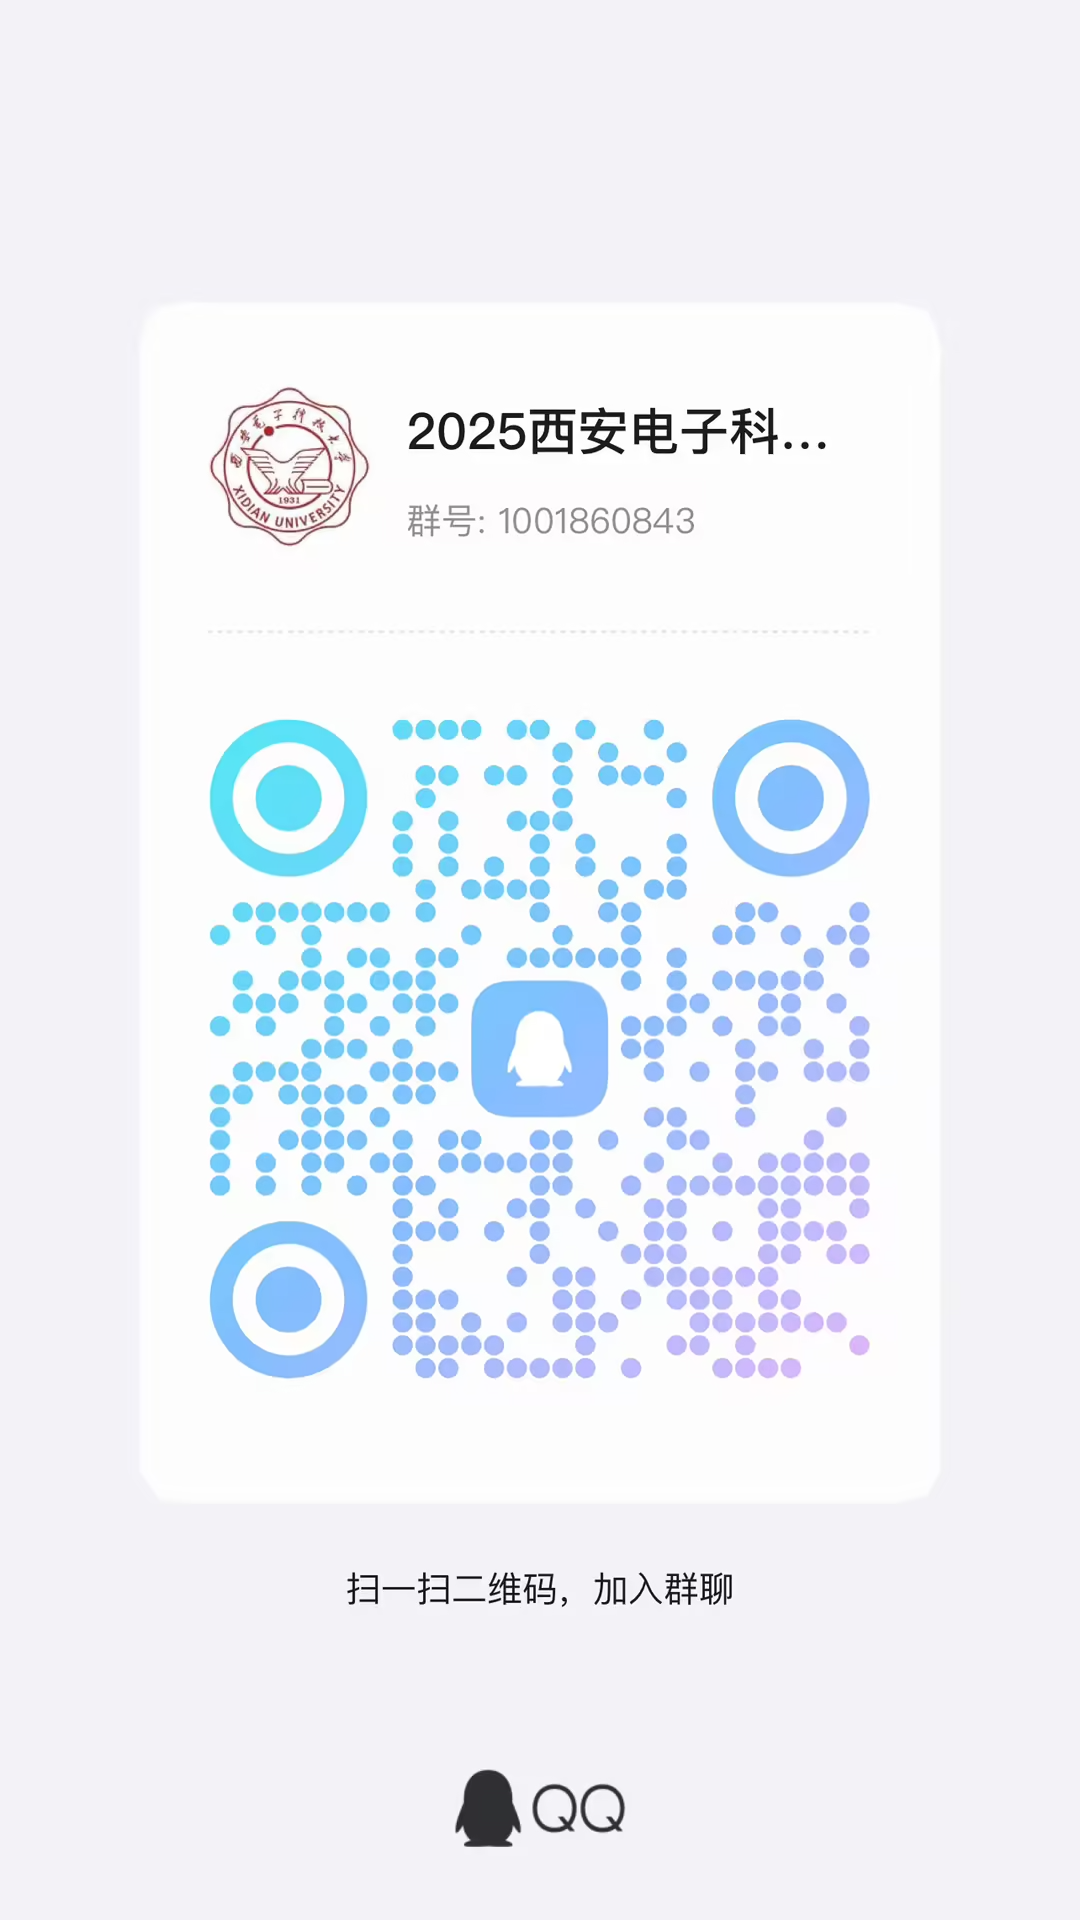 2025西安电子科...
群号: 1001860843
西安电子科技大学
1931
XIDIAN UNIVERSITY
扫一扫二维码，加入群聊
QQ